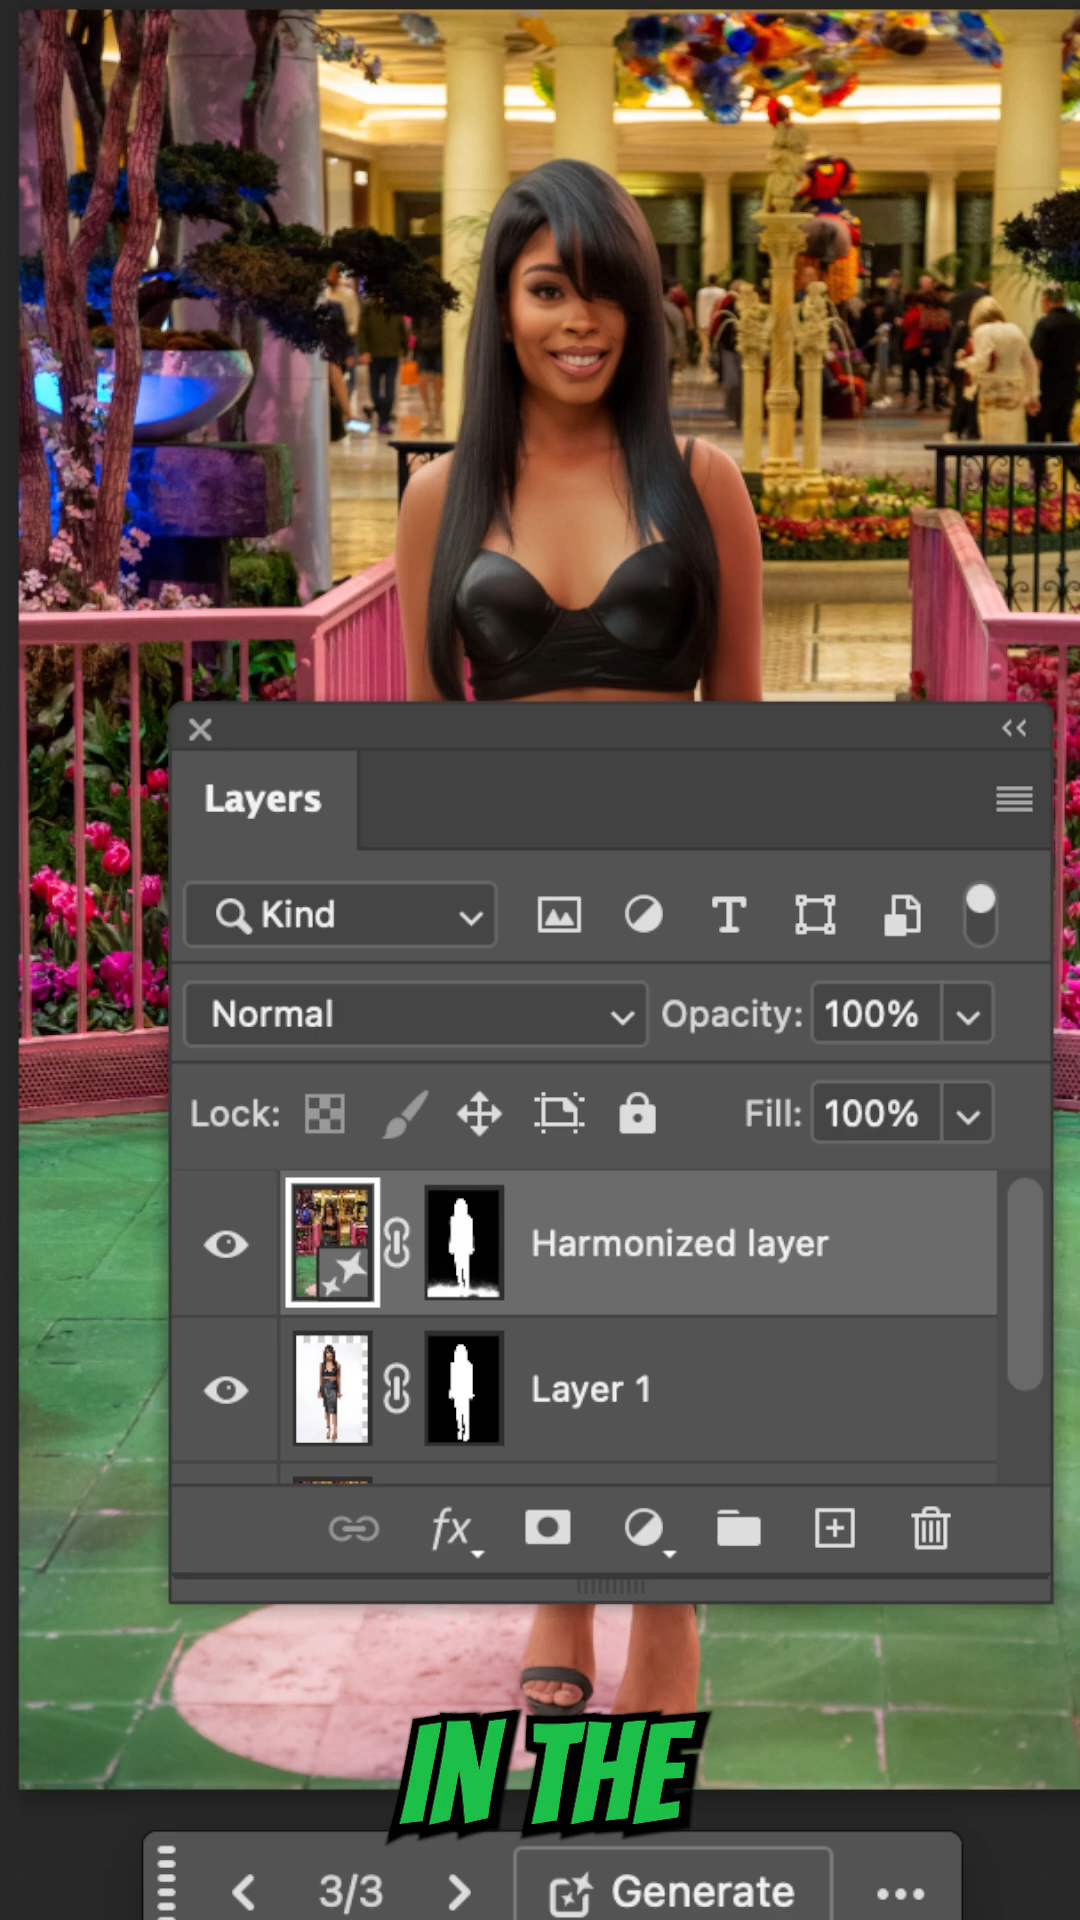 Layers
Kind
Normal
Opacity: 100%
Lock:
Fill: 100%
Harmonized layer
Layer 1
fx
IN THE
3/3
Generate